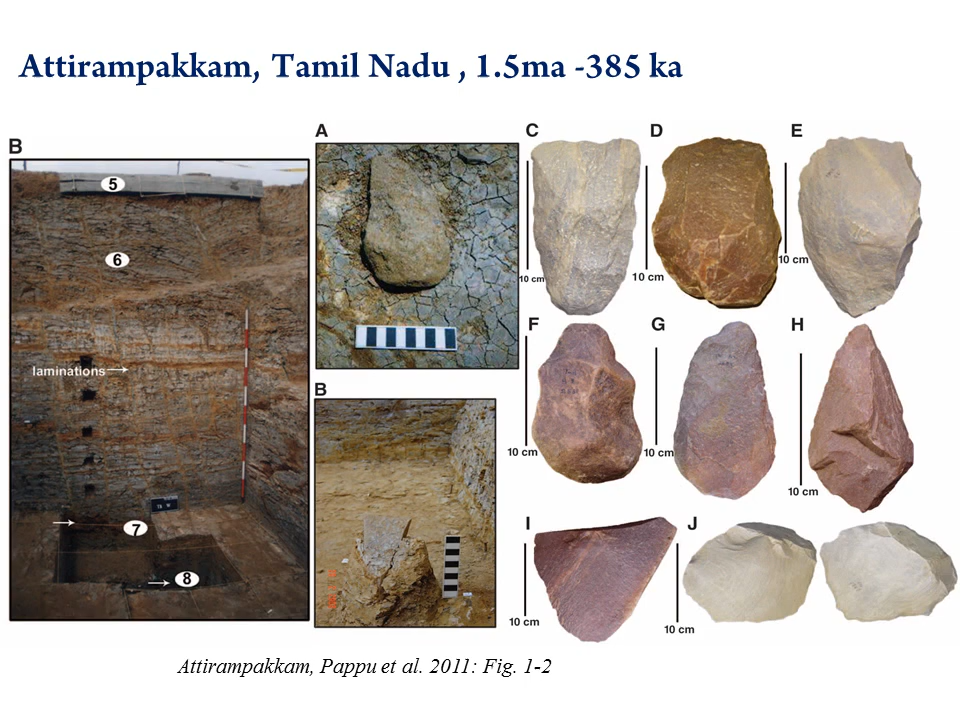 Attirampakkam, Tamil Nadu , 1.5ma -385 ka
B
5
6
laminations
7
8
A
B
C
10 cm
D
10 cm
E
10 cm
F
10 cm
G
10 cm
H
10 cm
I
10 cm
J
10 cm
Attirampakkam, Pappu et al. 2011: Fig. 1-2